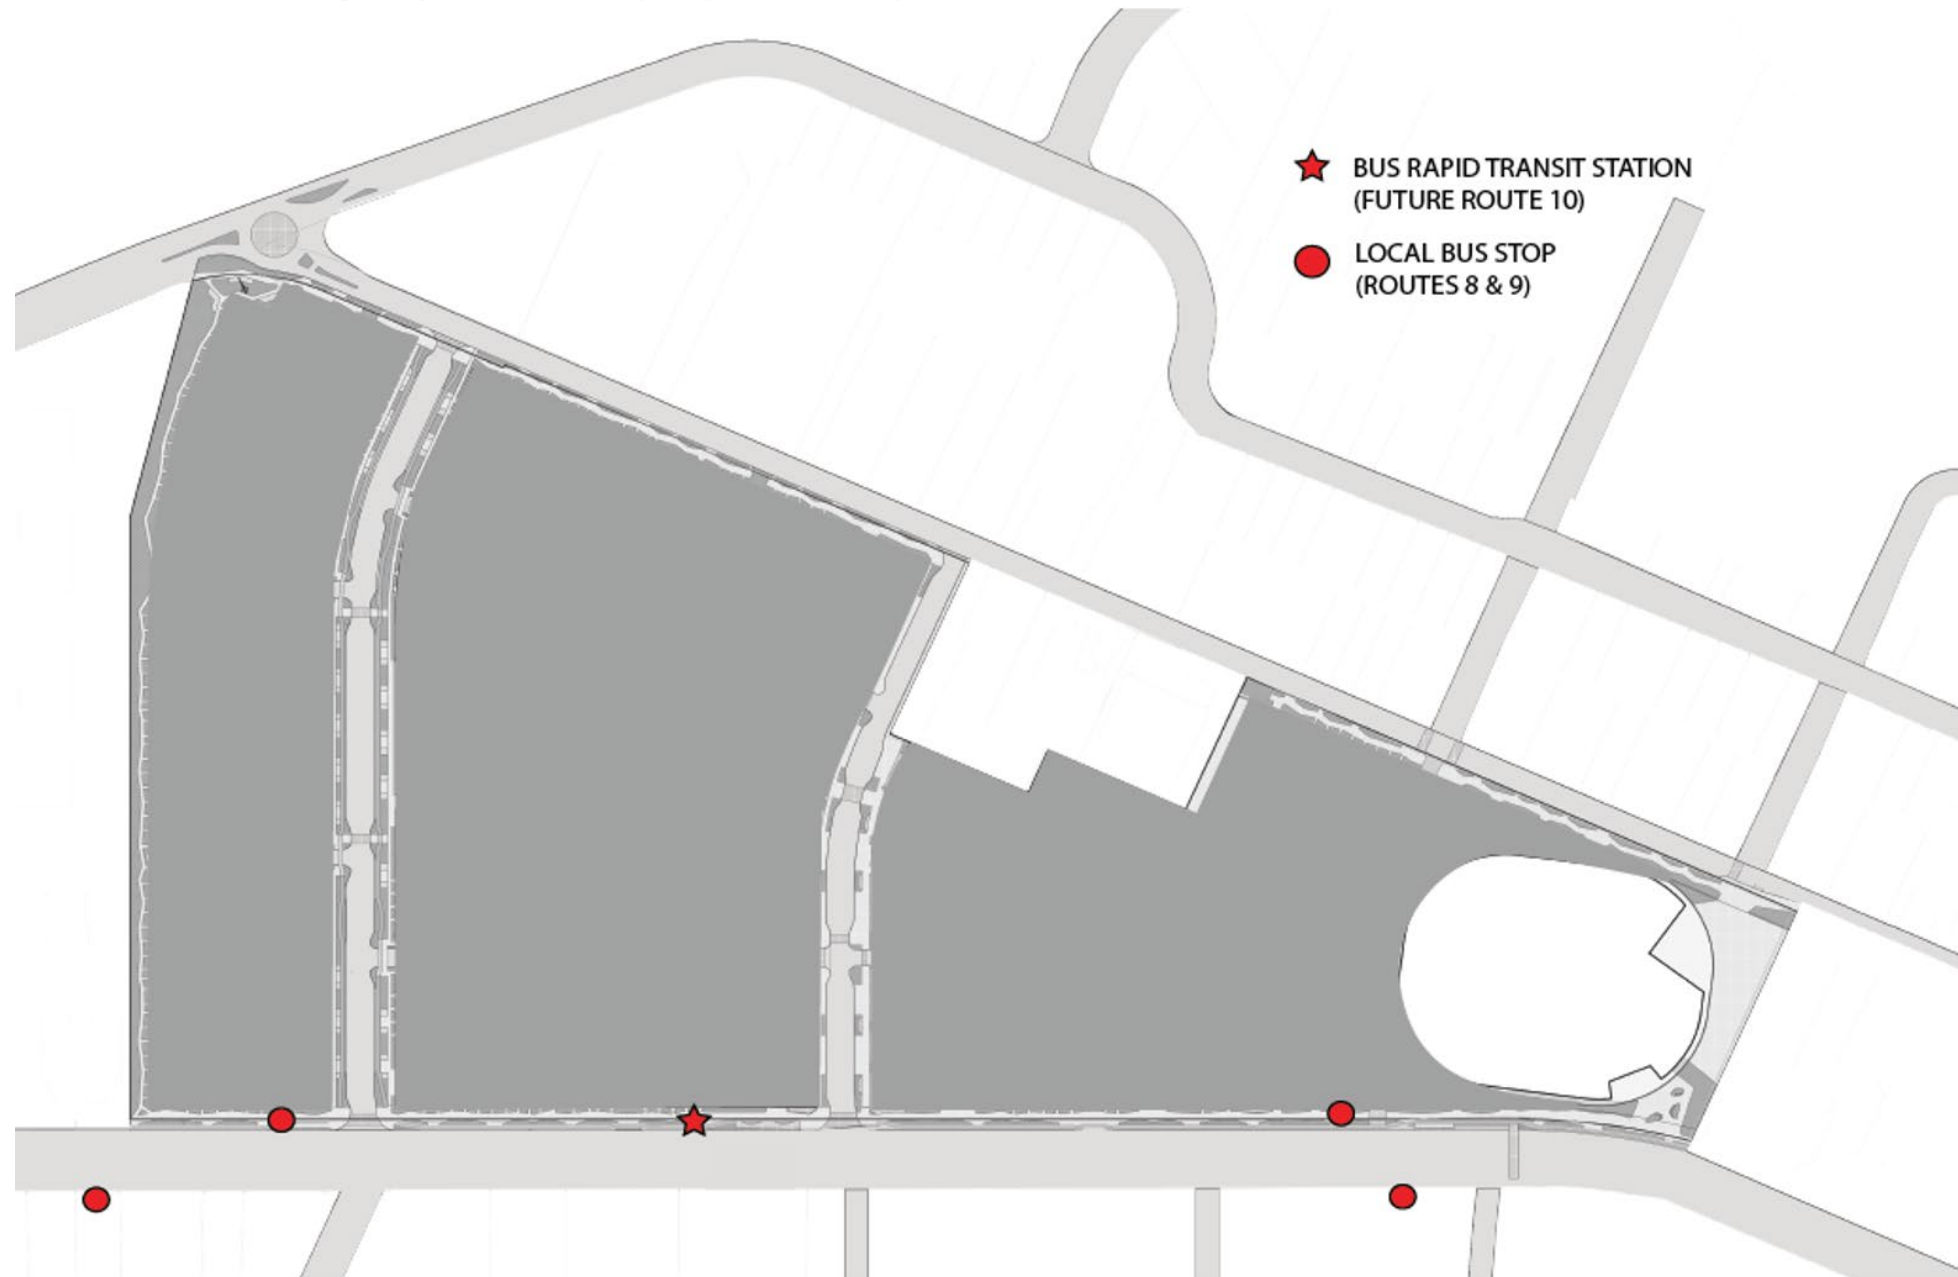 BUS RAPID TRANSIT STATION
(FUTURE ROUTE 10)
LOCAL BUS STOP
(ROUTES 8 & 9)